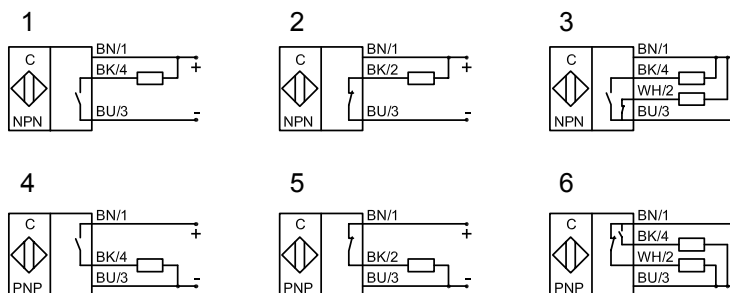 1
BN/1
C
+
BK/4
BU/3
-
NPN
2
BN/1
C
+
BK/2
BU/3
-
NPN
3
BN/1
C
BK/4
WH/2
BU/3
NPN
4
BN/1
C
+
BK/4
BU/3
-
PNP
5
BN/1
C
+
BK/2
BU/3
-
PNP
6
BN/1
C
BK/4
WH/2
BU/3
PNP